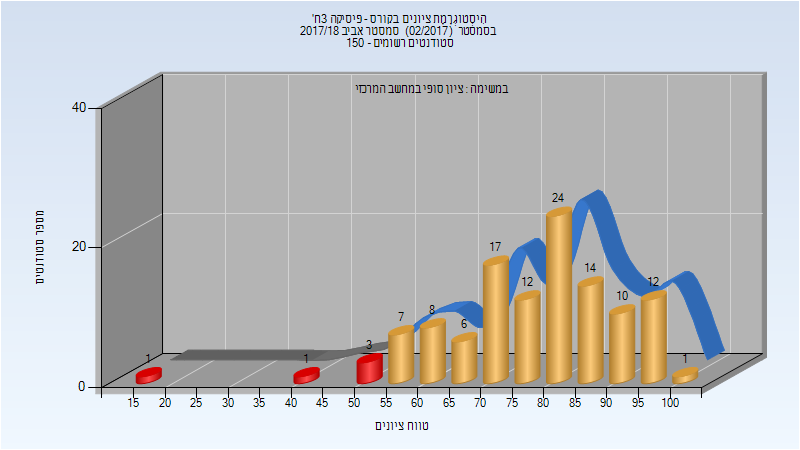 היסטוגרמת ציונים בקורס - פיסיקה 3ח'
בסמסטר (02/2017) סמסטר אביב 2017/18
סטודנטים רשומים - 150
במשימה : ציון סופי במחשב המרכזי
מספר סטודנטים
40
20
0
1
1
3
7
8
6
17
12
24
14
10
12
1
15 20 25 30 35 40 45 50 55 60 65 70 75 80 85 90 95 100
טווח ציונים